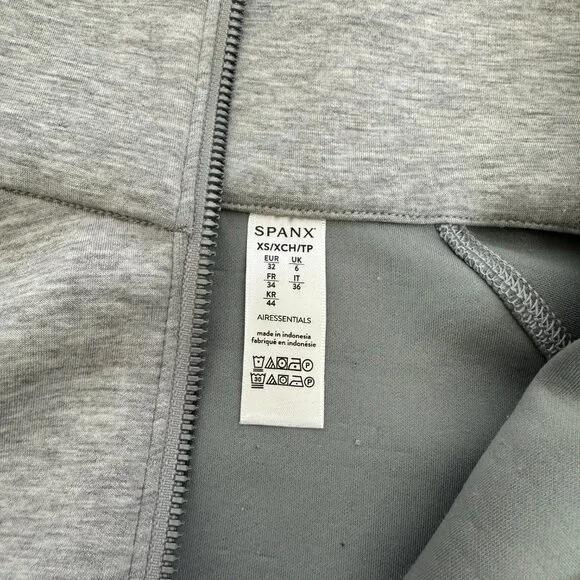 SPANX
XS/XCH/TP
EUR UK
32 6
FR IT
34 36
KR
44
AIRESSENTIALS
made in indonesia
fabriqué en indonésie
P
30 P